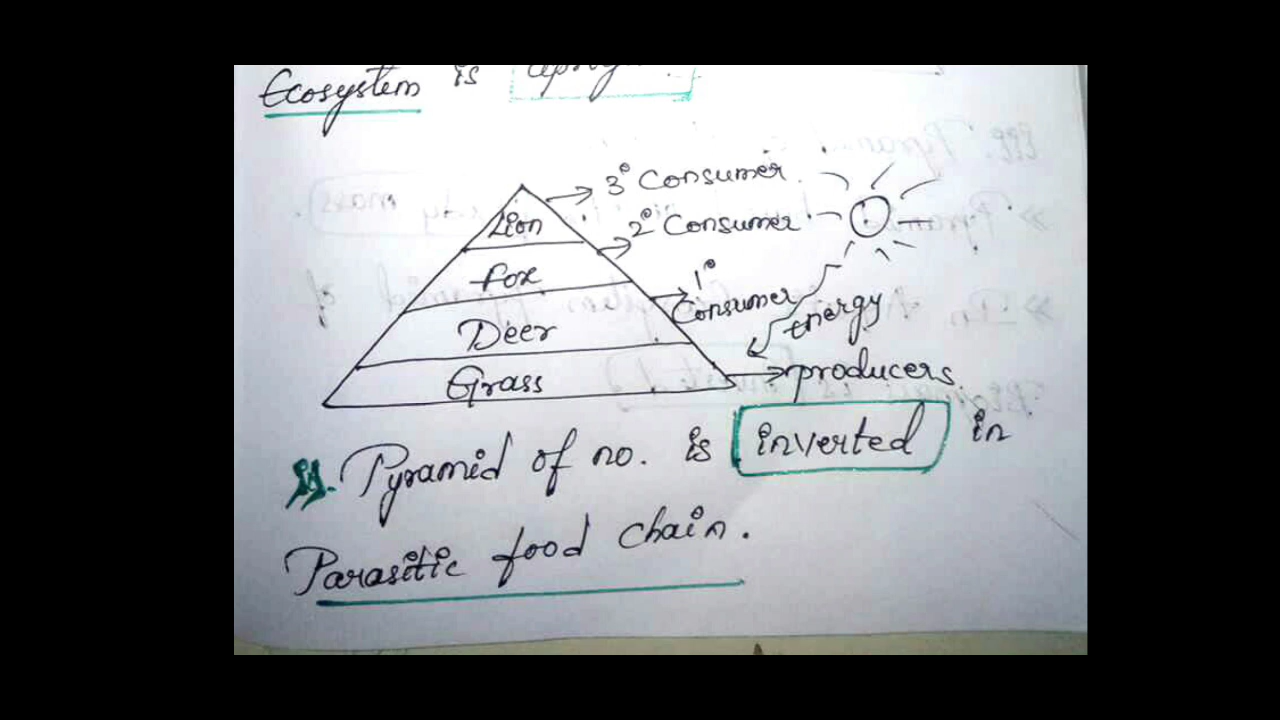 Ecosystem is
3° Consumer
Lion
2° Consumer
Fox
1°
Consumer
energy
Deer
Grass
producers
Pyramid of no. is inverted in
Parasitic food chain.